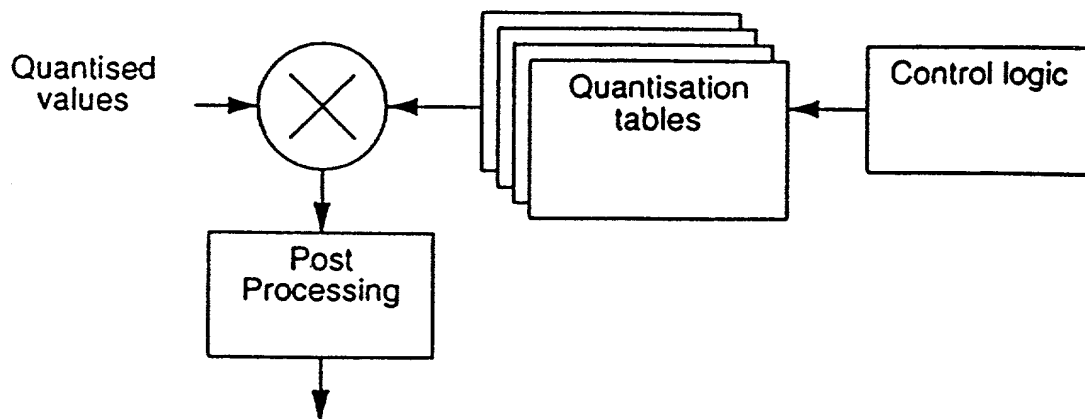 Quantised
values
Quantisation
tables
Control logic
Post
Processing